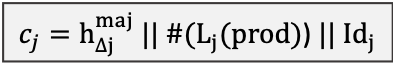 c_j = h_{Δj}^{maj} || #(L_j(prod)) || Id_j